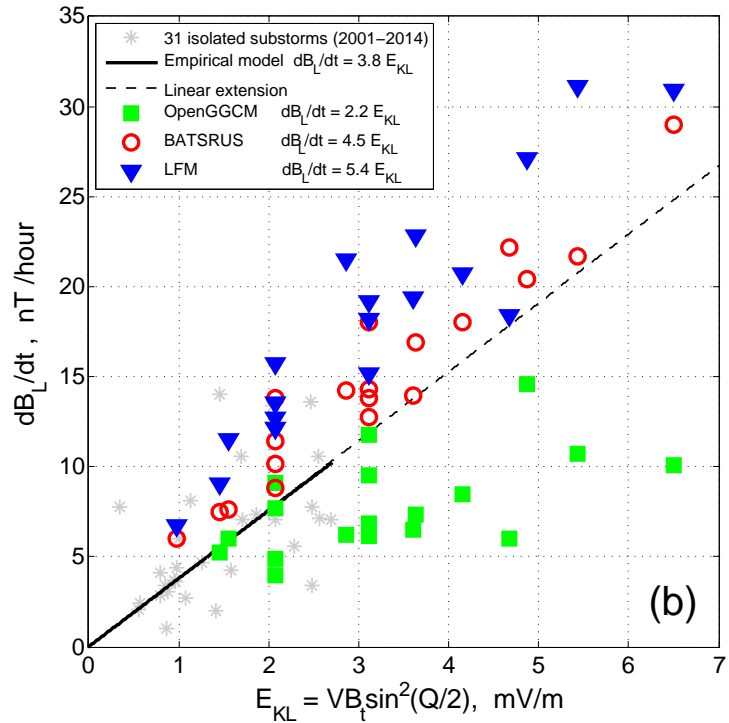 35
30
25
20
15
10
5
0
dB_L/dt , nT /hour
31 isolated substorms (2001−2014)
Empirical model dB_L/dt = 3.8 E_KL
Linear extension
OpenGGCM dB_L/dt = 2.2 E_KL
BATSRUS dB_L/dt = 4.5 E_KL
LFM dB_L/dt = 5.4 E_KL
(b)
0 1 2 3 4 5 6 7
E_KL = VB_t sin²(Q/2), mV/m